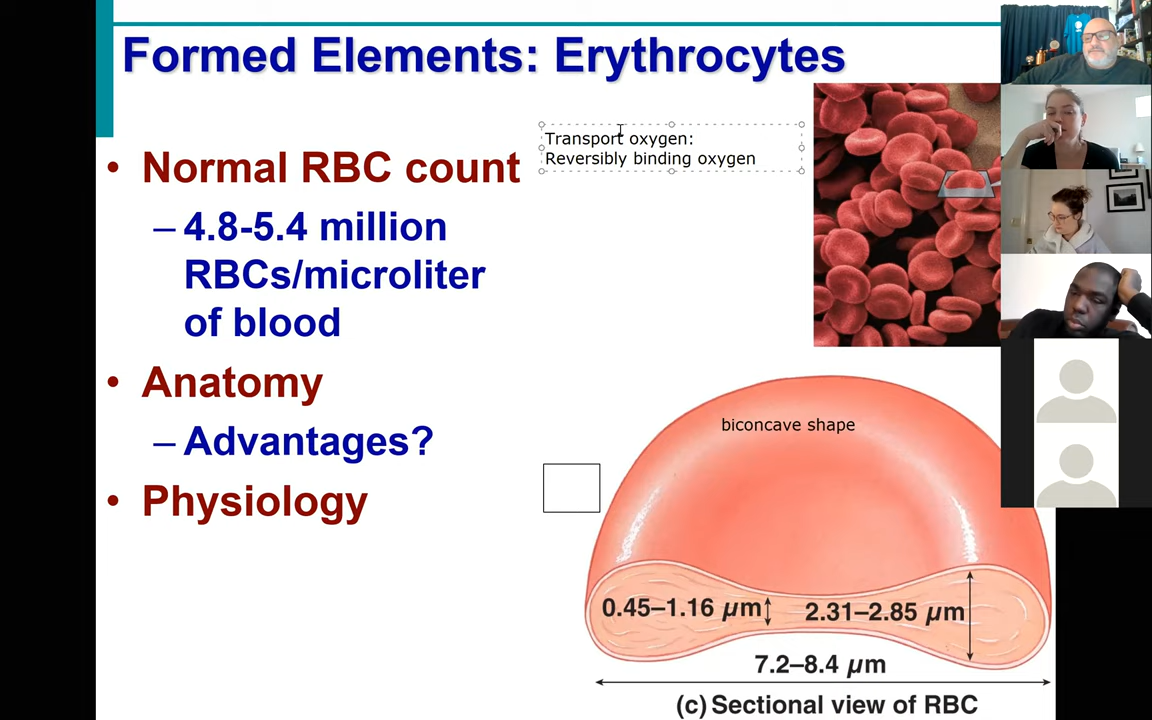 Formed Elements: Erythrocytes
Transport oxygen:
Reversibly binding oxygen
• Normal RBC count
– 4.8-5.4 million
RBCs/microliter
of blood
• Anatomy
– Advantages?
• Physiology
biconcave shape
0.45–1.16 µm
2.31–2.85 µm
7.2–8.4 µm
(c) Sectional view of RBC